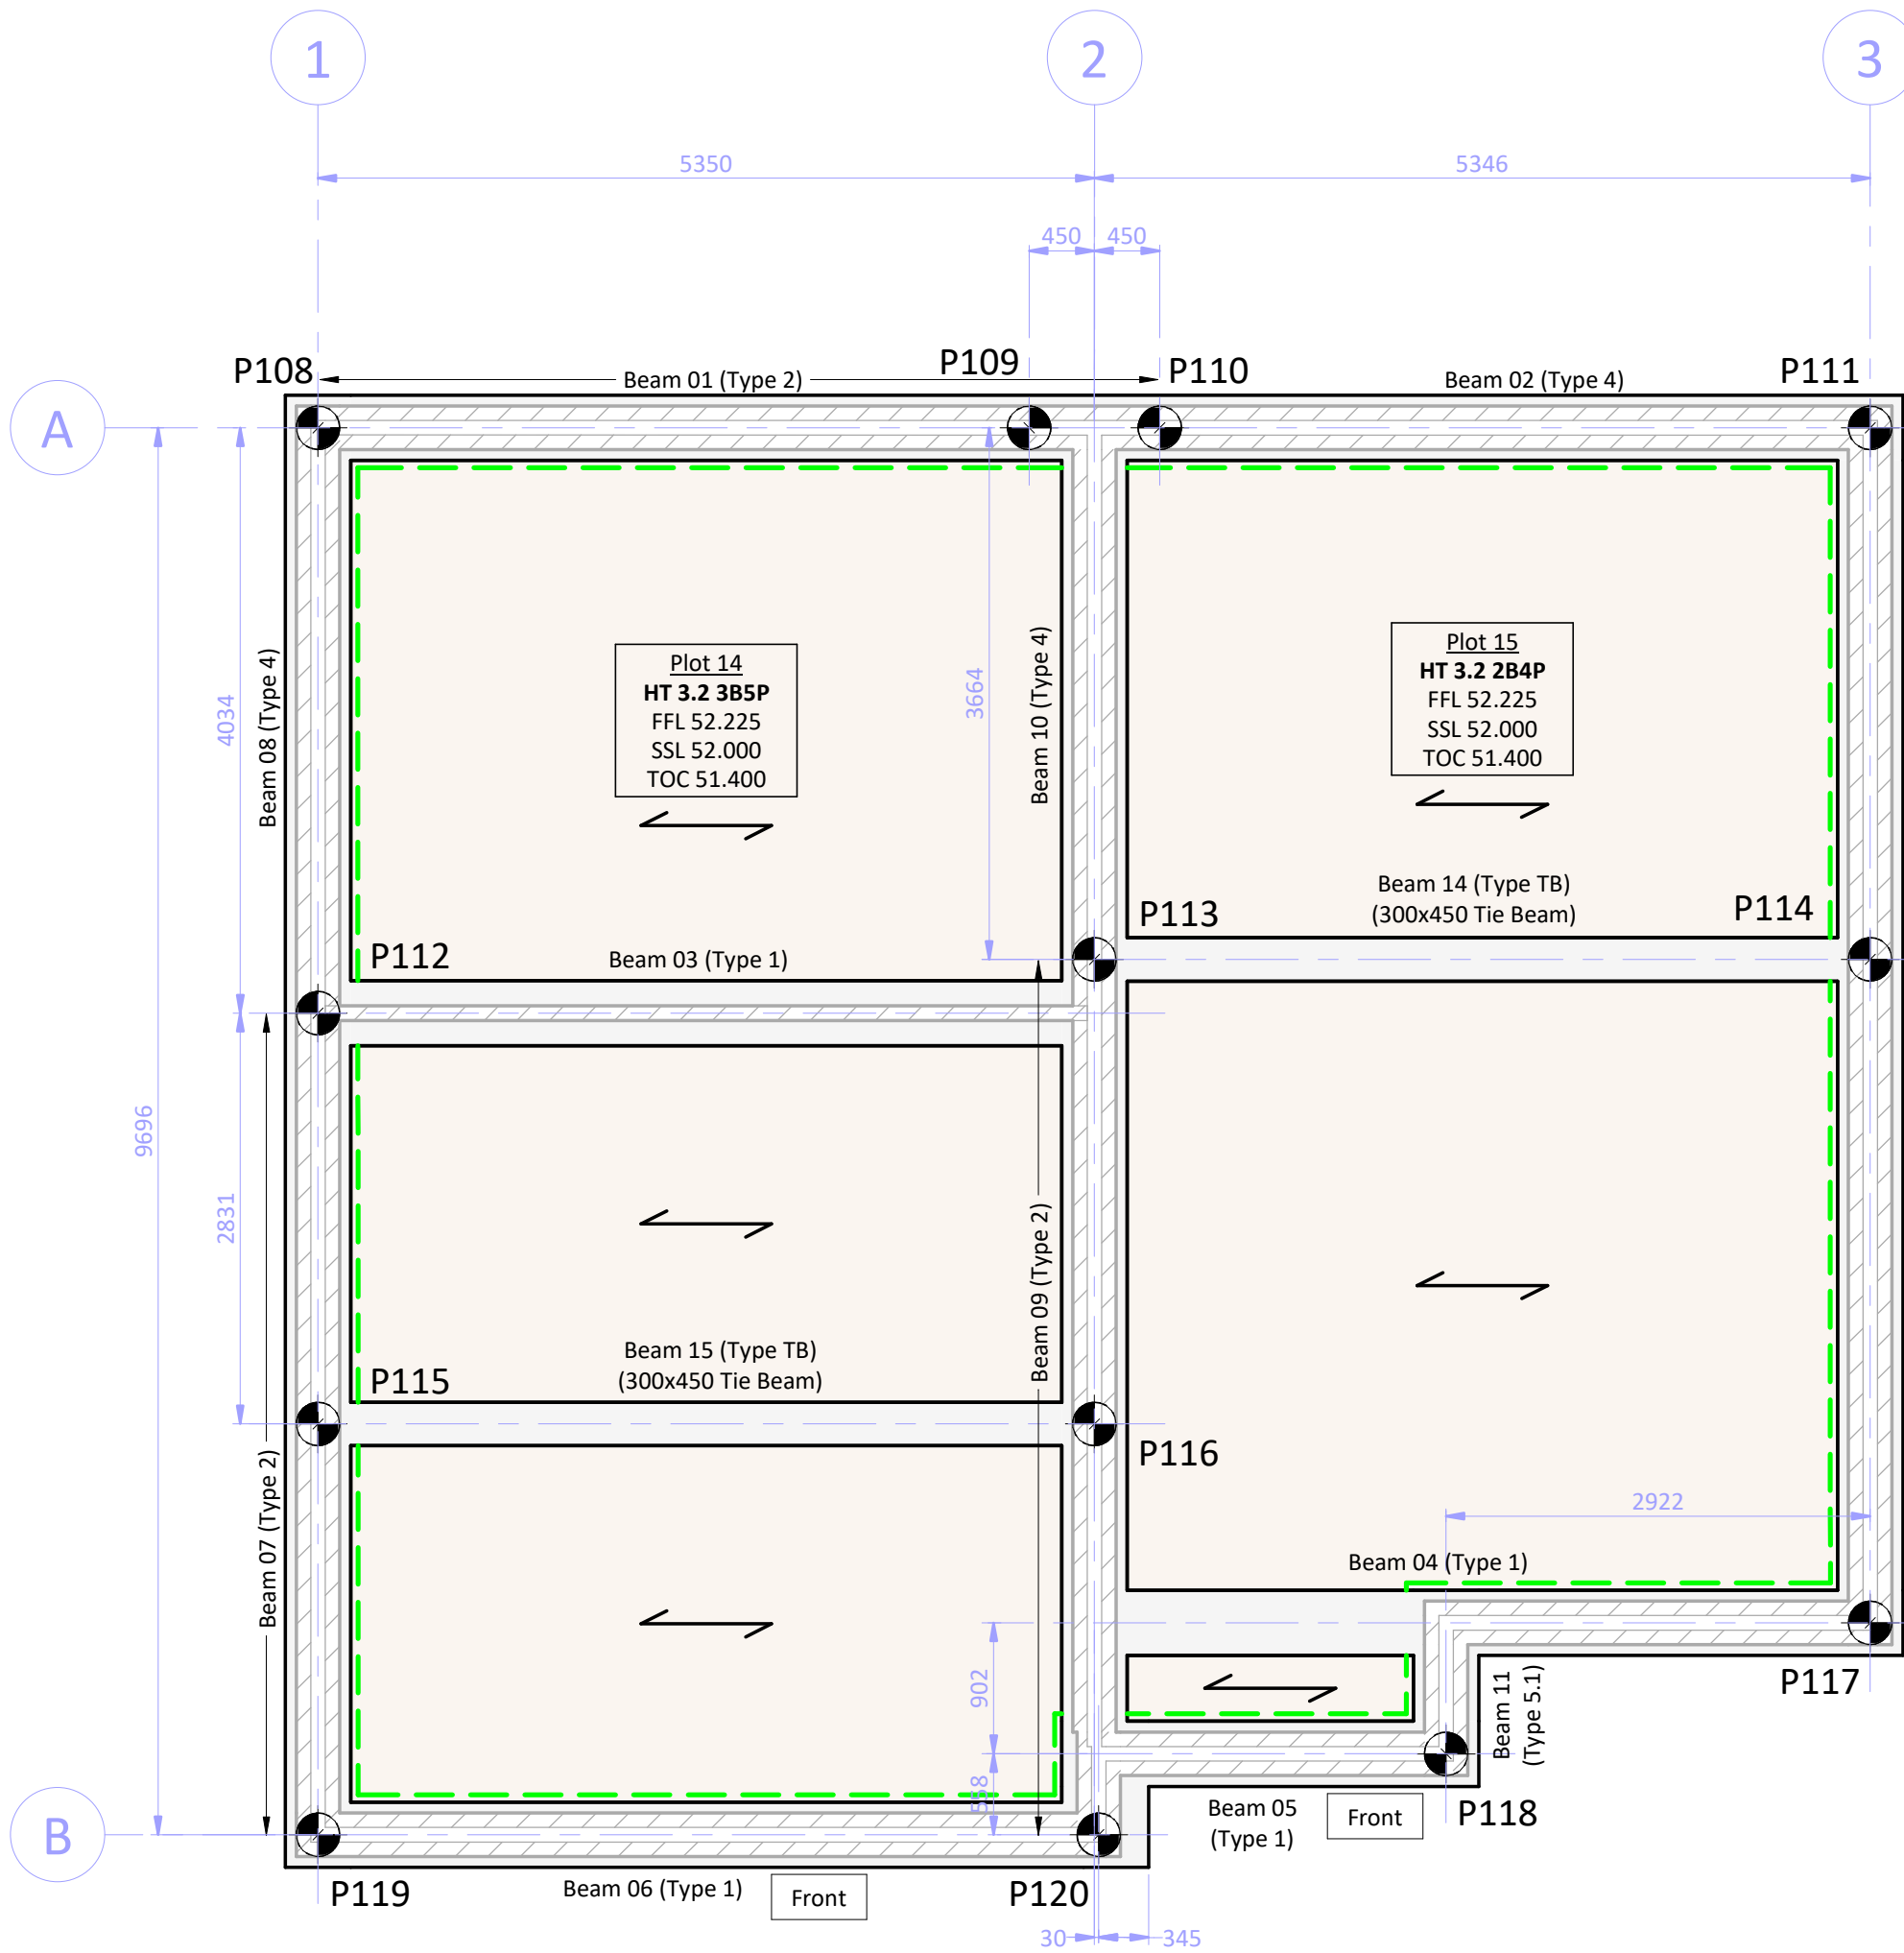 1
2
3
5350
5346
450
450
P108
Beam 01 (Type 2)
P109
P110
Beam 02 (Type 4)
P111
A
Plot 14
HT 3.2 3B5P
FFL 52.225
SSL 52.000
TOC 51.400
Plot 15
HT 3.2 2B4P
FFL 52.225
SSL 52.000
TOC 51.400
Beam 08 (Type 4)
4034
Beam 10 (Type 4)
3664
Beam 14 (Type TB)
(300x450 Tie Beam)
P113
P114
P112
Beam 03 (Type 1)
9696
2831
Beam 09 (Type 2)
Beam 15 (Type TB)
(300x450 Tie Beam)
P115
P116
Beam 07 (Type 2)
2922
Beam 04 (Type 1)
902
558
Beam 11
(Type 5.1)
P117
Beam 05
(Type 1)
Front
P118
B
P119
Beam 06 (Type 1)
Front
P120
30
345